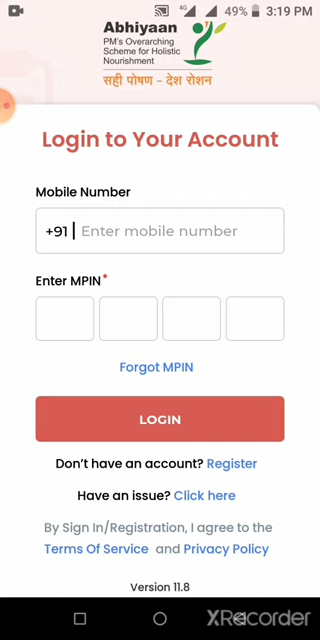 49% 3:19 PM
Abhiyaan
PM's Overarching
Scheme for Holistic
Nourishment
सही पोषण - देश रोशन
Login to Your Account
Mobile Number
+91 Enter mobile number
Enter MPIN*
Forgot MPIN
LOGIN
Don't have an account? Register
Have an issue? Click here
By Sign In/Registration, I agree to the
Terms Of Service and Privacy Policy
Version 11.8
XRecorder